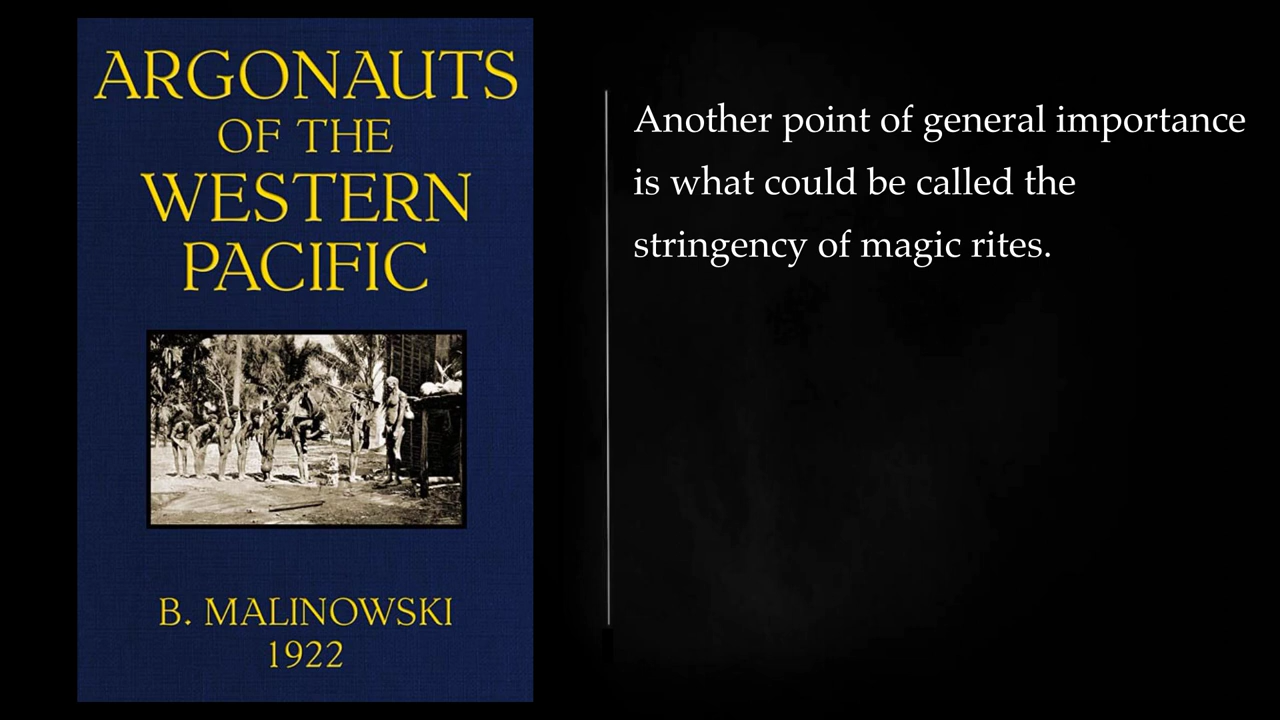 ARGONAUTS
OF THE
WESTERN
PACIFIC
B. MALINOWSKI
1922
Another point of general importance
is what could be called the
stringency of magic rites.